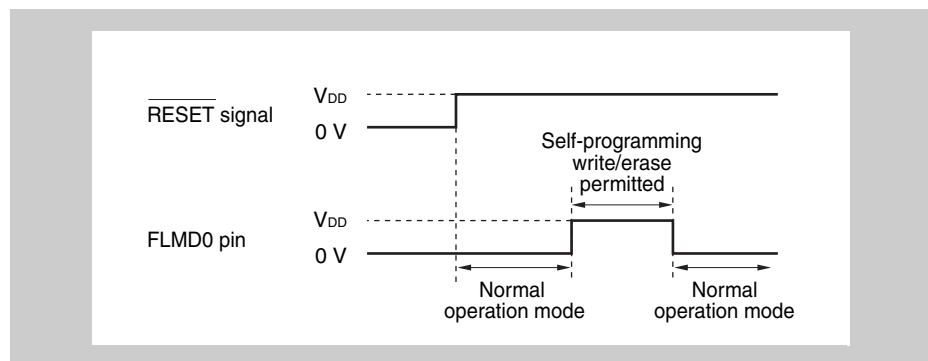 RESET signal
VDD
0 V
Self-programming
write/erase
permitted
FLMD0 pin
VDD
0 V
Normal
operation mode
Normal
operation mode